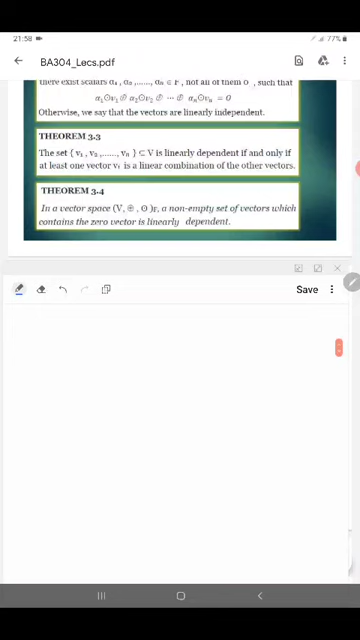 21:58
77%
BA304_Lecs.pdf
there exist scalars α₁, α₂,......, αₙ ∈ F, not all of them 0 , such that
α₁⊙v₁ ⊕ α₂⊙v₂ ⊕ ··· ⊕ αₙ⊙vₙ = 0
Otherwise, we say that the vectors are linearly independent.
THEOREM 3.3
The set { v₁, v₂,......, vₙ } ⊂ V is linearly dependent if and only if
at least one vector vₖ is a linear combination of the other vectors.
THEOREM 3.4
In a vector space (V, ⊕, ⊙)F, a non-empty set of vectors which
contains the zero vector is linearly dependent.
Save